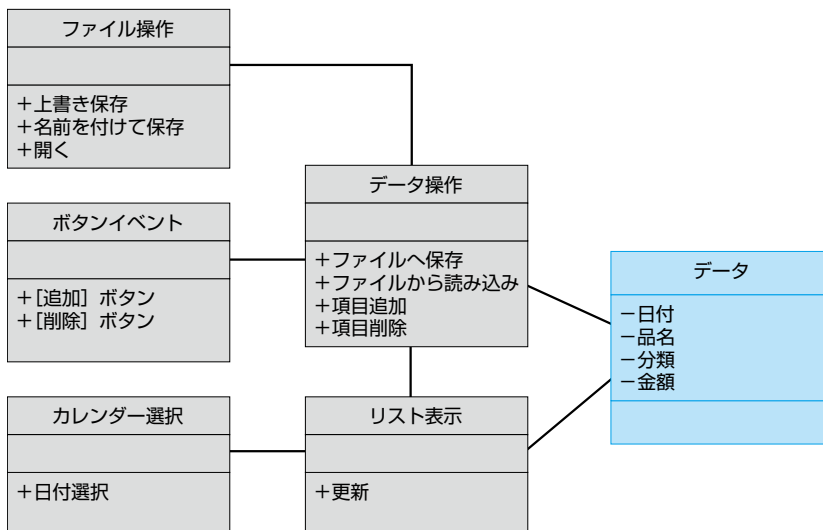 ファイル操作
＋上書き保存
＋名前を付けて保存
＋開く
ボタンイベント
＋［追加］ボタン
＋［削除］ボタン
カレンダー選択
＋日付選択
データ操作
＋ファイルへ保存
＋ファイルから読み込み
＋項目追加
＋項目削除
リスト表示
＋更新
データ
－日付
－品名
－分類
－金額